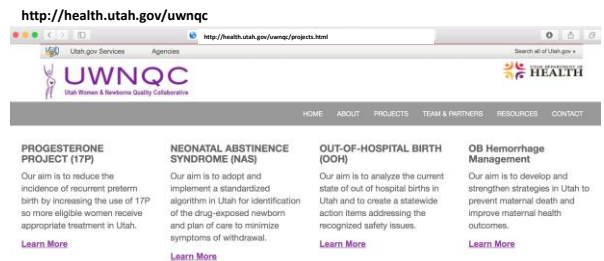 http://health.utah.gov/uwnqc
http://health.utah.gov/uwnqc/projects.html
Utah.gov Services Agencies Search all of Utah.gov »
UWNQC
Utah Women & Newborns Quality Collaborative
UTAH DEPARTMENT OF
HEALTH
HOME ABOUT PROJECTS TEAM & PARTNERS RESOURCES CONTACT
PROGESTERONE
PROJECT (17P)
Our aim is to reduce the
incidence of recurrent preterm
birth by increasing the use of 17P
so more eligible women receive
appropriate treatment in Utah.
Learn More
NEONATAL ABSTINENCE
SYNDROME (NAS)
Our aim is to adopt and
implement a standardized
algorithm in Utah for identification
of the drug-exposed newborn
and plan of care to minimize
symptoms of withdrawal.
Learn More
OUT-OF-HOSPITAL BIRTH
(OOH)
Our aim is to analyze the current
state of out of hospital births in
Utah and to create a statewide
action items addressing the
recognized safety issues.
Learn More
OB Hemorrhage
Management
Our aim is to develop and
strengthen strategies in Utah to
prevent maternal death and
improve maternal health
outcomes.
Learn More